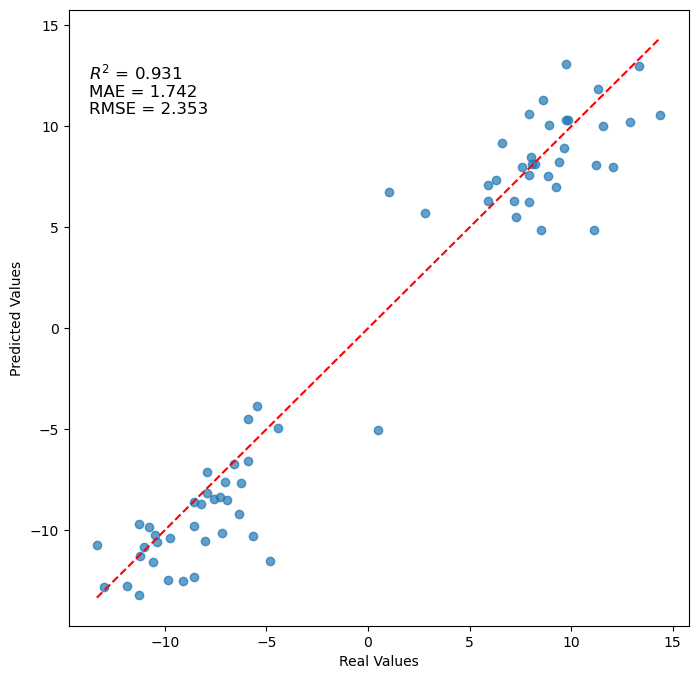 15
R² = 0.931
MAE = 1.742
RMSE = 2.353
10
5
0
−5
−10
Predicted Values
−10 −5 0 5 10 15
Real Values